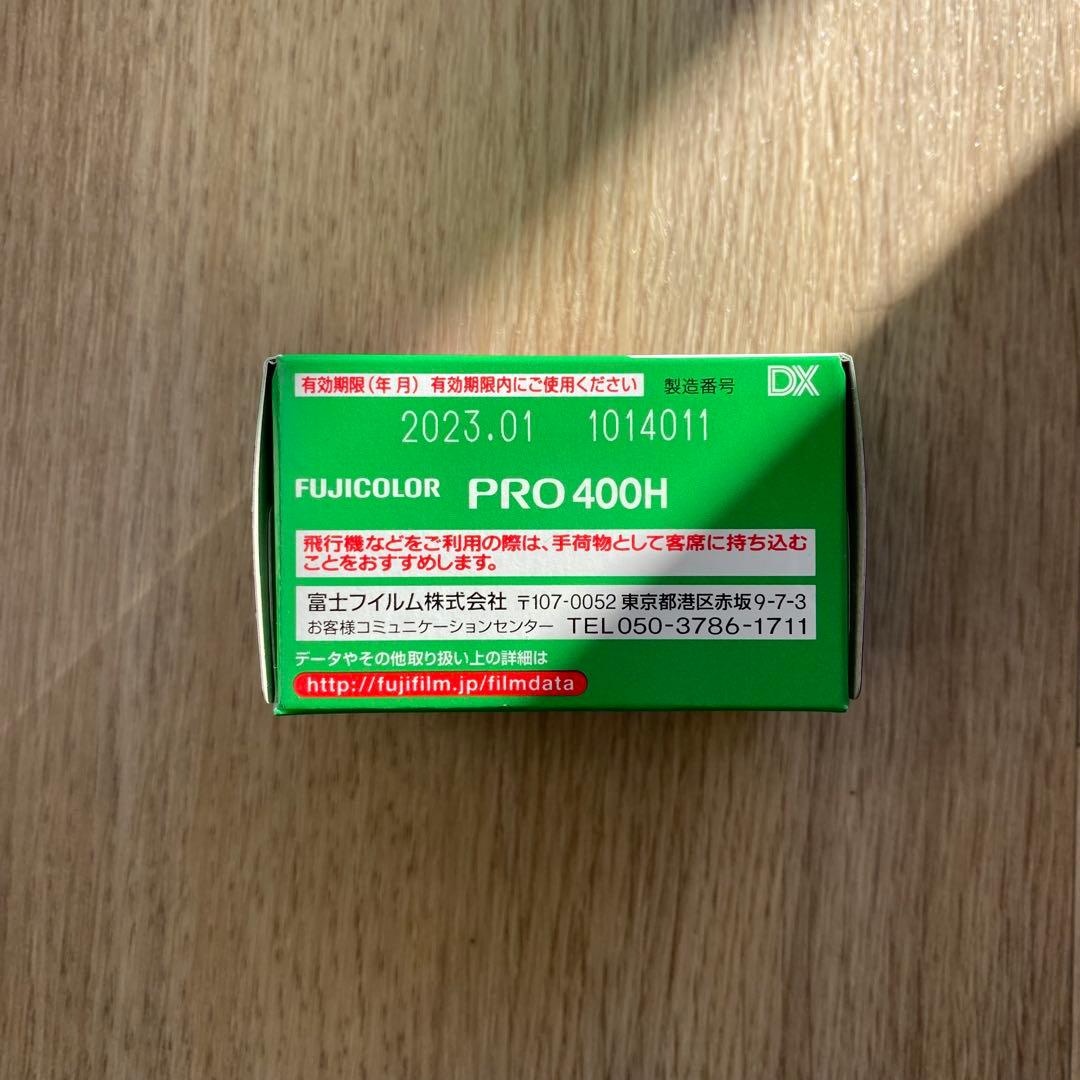 有効期限(年月) 有効期限内にご使用ください 製造番号 DX
2023.01 1014011
FUJICOLOR PRO 400H
飛行機などをご利用の際は、手荷物として客席に持ち込む
ことをおすすめします。
富士フイルム株式会社 〒107-0052 東京都港区赤坂9-7-3
お客様コミュニケーションセンター TEL 050-3786-1711
データやその他取り扱い上の詳細は
http://fujifilm.jp/filmdata